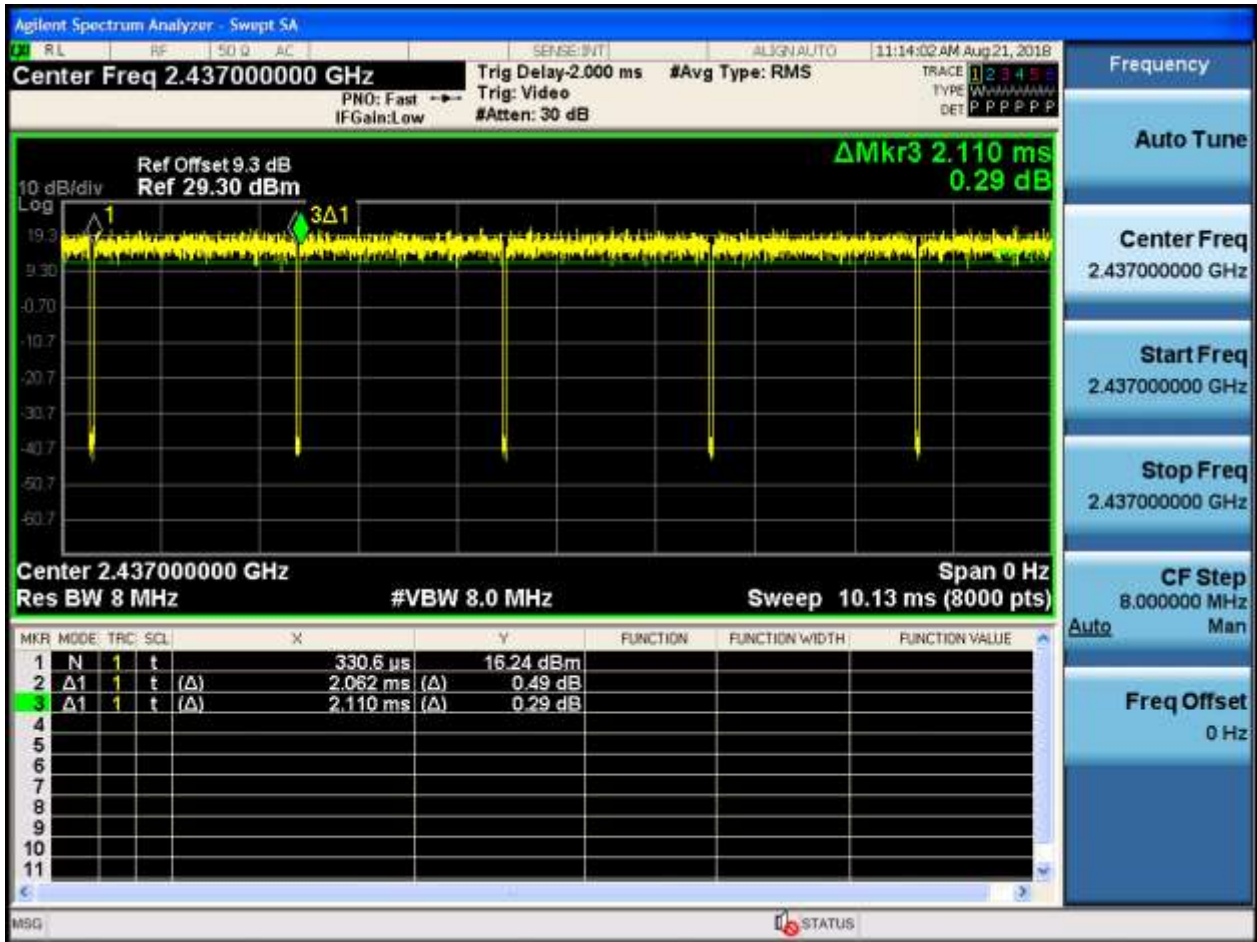 Agilent Spectrum Analyzer - Swept SA
RL RF 50 Ω AC SENSE:INT ALIGN AUTO 11:14:02 AM Aug 21, 2018
Center Freq 2.437000000 GHz
PNO: Fast
IFGain:Low
Trig Delay-2.000 ms
Trig: Video
#Atten: 30 dB
#Avg Type: RMS
TRACE 1 2 3 4 5 6
TYPE WWWWWW
DET P P P P P P
ΔMkr3 2.110 ms
0.29 dB
Ref Offset 9.3 dB
10 dB/div Ref 29.30 dBm
Log
1
3Δ1
19.3
9.30
-0.70
-10.7
-20.7
-30.7
-40.7
-50.7
-60.7
Center 2.437000000 GHz Span 0 Hz
Res BW 8 MHz #VBW 8.0 MHz Sweep 10.13 ms (8000 pts)
MKR MODE TRC SCL X Y FUNCTION FUNCTION WIDTH FUNCTION VALUE
1 N 1 t 330.6 µs 16.24 dBm
2 Δ1 1 t (Δ) 2.062 ms (Δ) 0.49 dB
3 Δ1 1 t (Δ) 2.110 ms (Δ) 0.29 dB
4
5
6
7
8
9
10
11
MSG STATUS
Frequency
Auto Tune
Center Freq
2.437000000 GHz
Start Freq
2.437000000 GHz
Stop Freq
2.437000000 GHz
CF Step
8.000000 MHz
Auto Man
Freq Offset
0 Hz